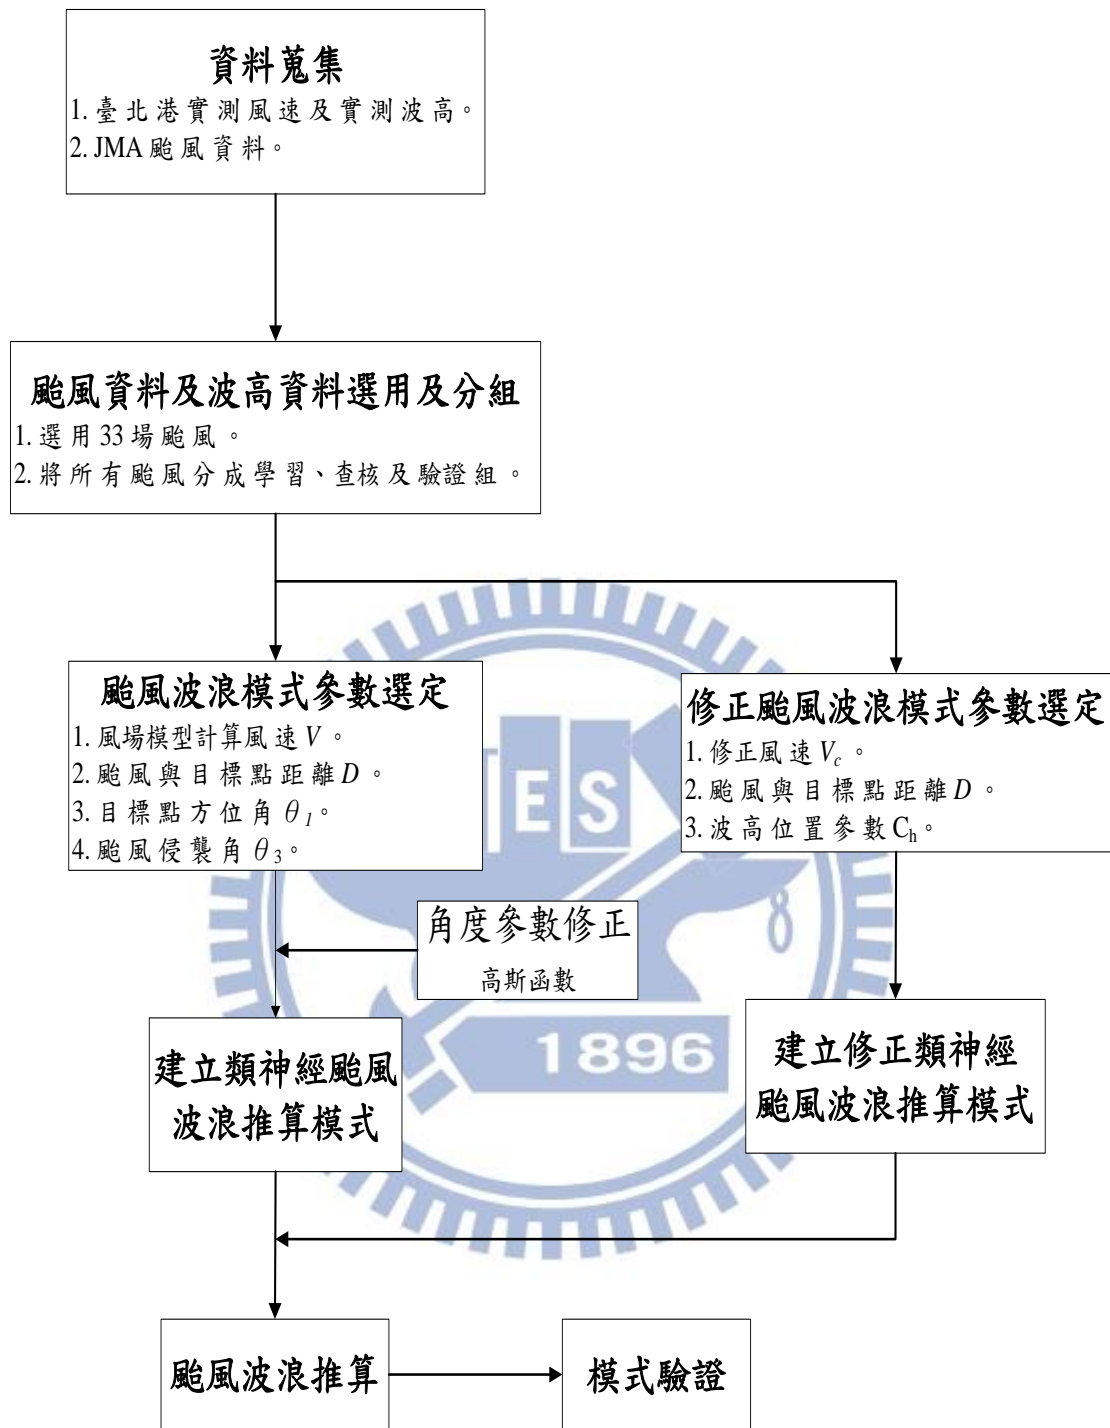 資料蒐集
1. 臺北港實測風速及實測波高。
2. JMA 颱風資料。
颱風資料及波高資料選用及分組
1. 選用 33 場颱風。
2. 將所有颱風分成學習、查核及驗證組。
颱風波浪模式參數選定
1. 風場模型計算風速 V。
2. 颱風與目標點距離 D。
3. 目標點方位角 θ1。
4. 颱風侵襲角 θ3。
修正颱風波浪模式參數選定
1. 修正風速 Vc。
2. 颱風與目標點距離 D。
3. 波高位置參數 Ch。
ES
角度參數修正
高斯函數
8
1896
建立類神經颱風
波浪推算模式
建立修正類神經
颱風波浪推算模式
颱風波浪推算
模式驗證